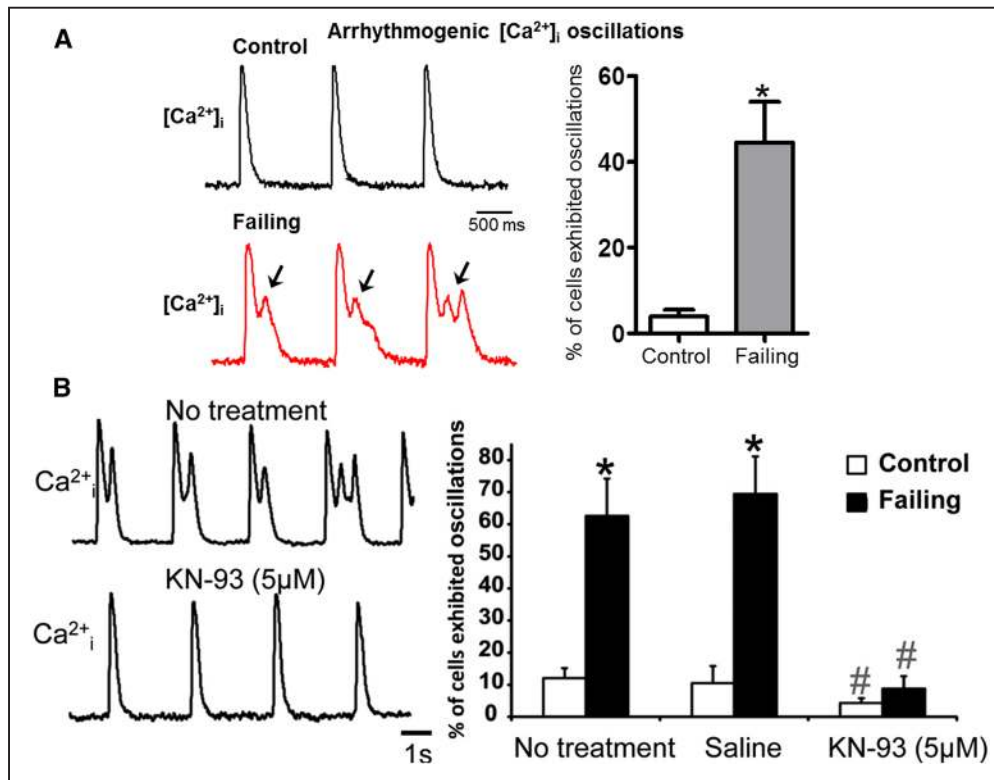 A
Arrhythmogenic [Ca²⁺]ᵢ oscillations
Control
[Ca²⁺]ᵢ
500 ms
Failing
[Ca²⁺]ᵢ
% of cells exhibited oscillations
60
40
20
0
*
Control
Failing
B
No treatment
Ca²⁺ᵢ
KN-93 (5µM)
Ca²⁺ᵢ
1s
% of cells exhibited oscillations
80
70
60
50
40
30
20
10
0
* * # #
Control
Failing
No treatment Saline KN-93 (5µM)